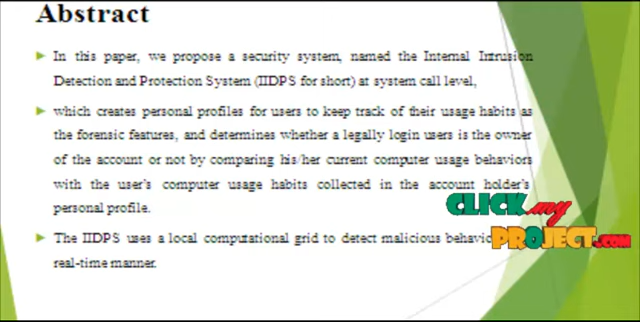 Abstract
In this paper, we propose a security system, named the Internal Intrusion
Detection and Protection System (IIDPS for short) at system call level,
which creates personal profiles for users to keep track of their usage habits as
the forensic features, and determines whether a legally login users is the owner
of the account or not by comparing his/her current computer usage behaviors
with the user's computer usage habits collected in the account holder's
personal profile.
The IIDPS uses a local computational grid to detect malicious behavio
real-time manner.
CLICK my
PROJECT.com